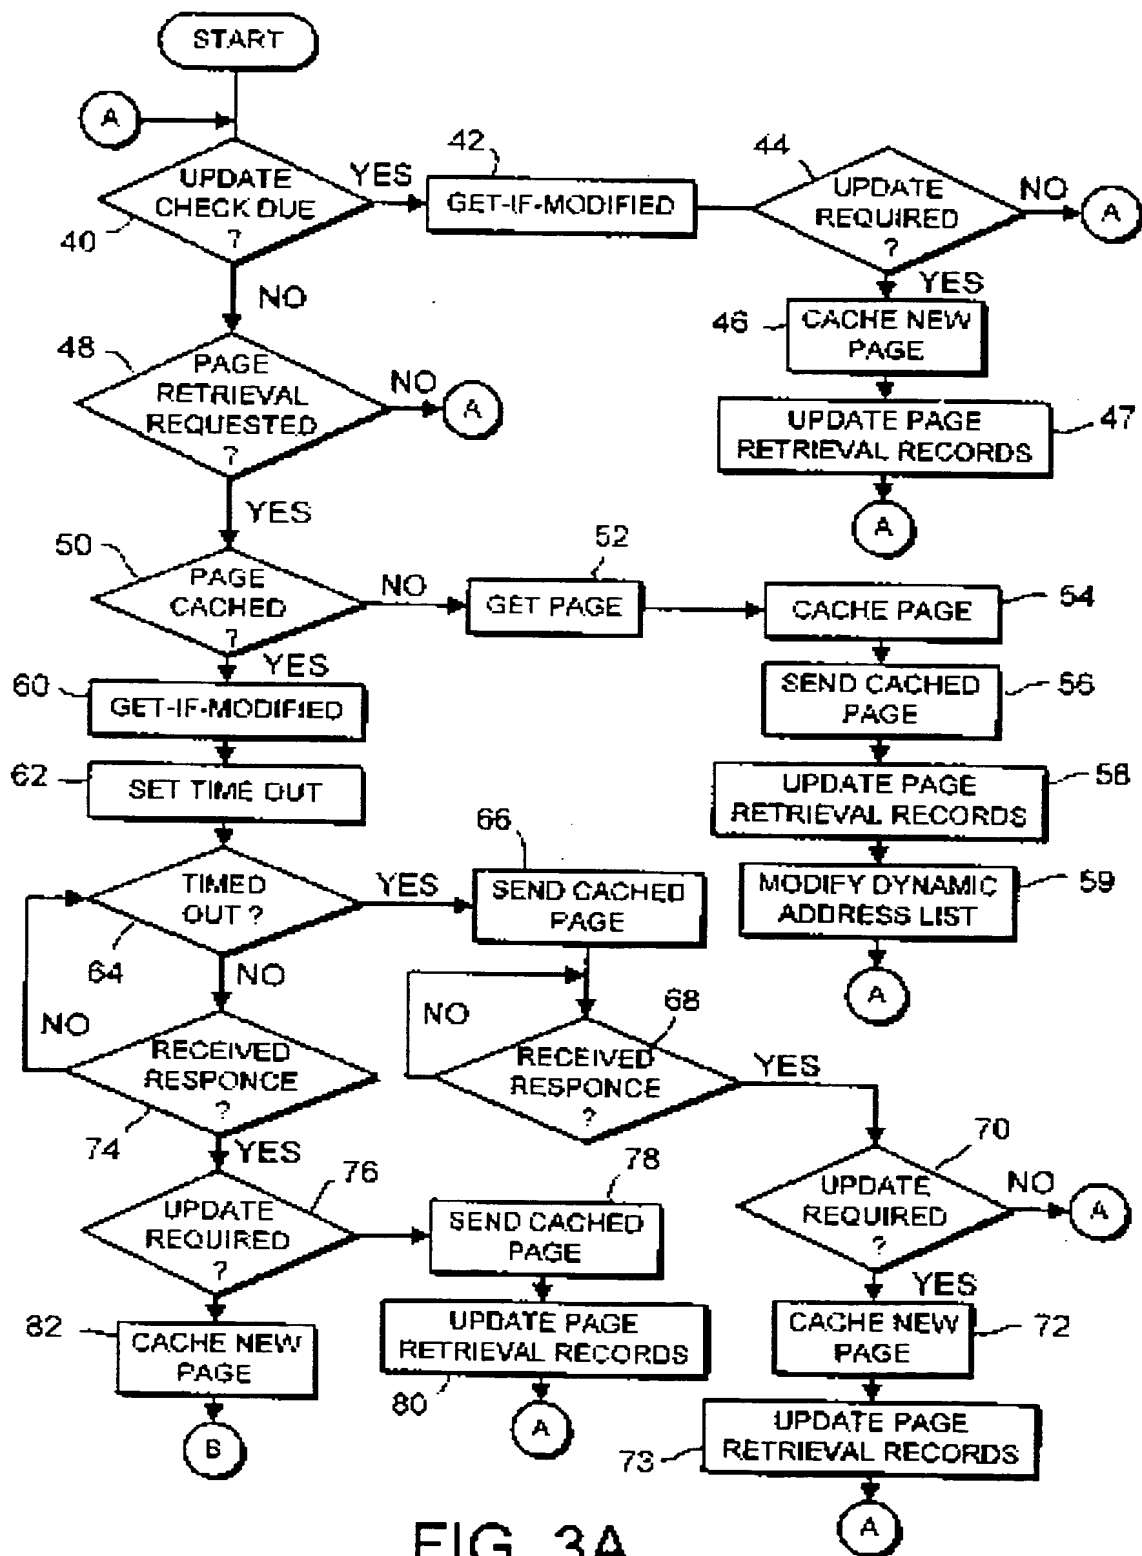 START
A
UPDATE
CHECK DUE
?
40
YES
42
GET-IF-MODIFIED
44
UPDATE
REQUIRED
?
NO
A
YES
46
CACHE NEW
PAGE
UPDATE PAGE
RETRIEVAL RECORDS
47
A
NO
48
PAGE
RETRIEVAL
REQUESTED
?
NO
A
YES
50
PAGE
CACHED
?
NO
52
GET PAGE
CACHE PAGE
54
SEND CACHED
PAGE
56
UPDATE PAGE
RETRIEVAL RECORDS
58
MODIFY DYNAMIC
ADDRESS LIST
59
A
YES
60
GET-IF-MODIFIED
62
SET TIME OUT
TIMED
OUT ?
64
YES
66
SEND CACHED
PAGE
NO
NO
RECEIVED
RESPONCE
?
74
NO
68
RECEIVED
RESPONCE
?
YES
70
UPDATE
REQUIRED
?
NO
A
YES
CACHE NEW
PAGE
72
UPDATE PAGE
RETRIEVAL RECORDS
73
A
YES
76
UPDATE
REQUIRED
?
78
SEND CACHED
PAGE
UPDATE PAGE
RETRIEVAL RECORDS
80
A
82
CACHE NEW
PAGE
B
FIG. 3A